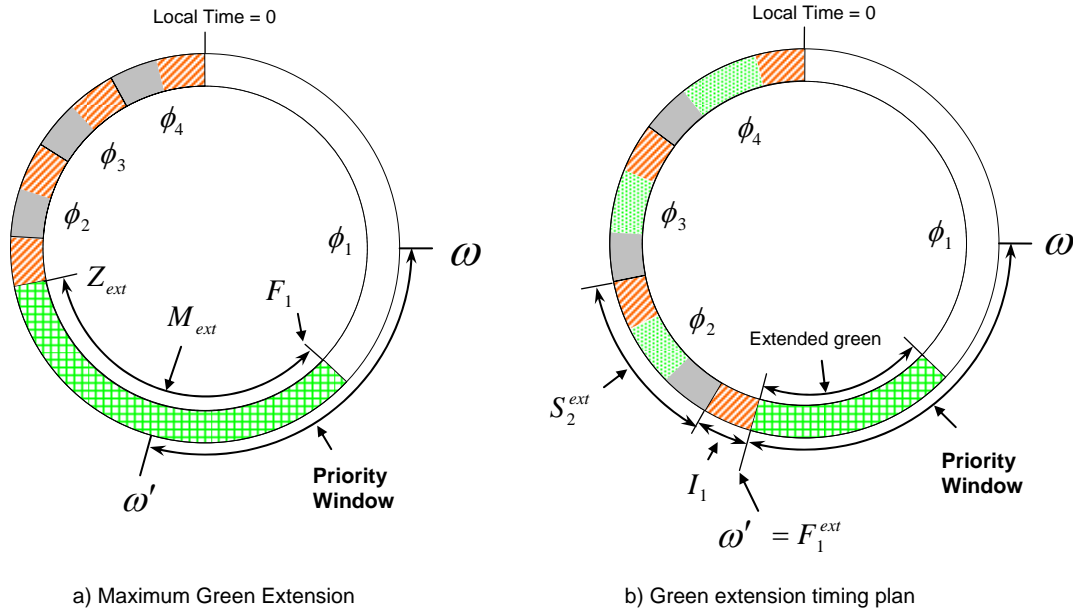 Local Time = 0
ϕ4
ϕ3
ϕ2
ϕ1
ω
Z_ext
F_1
M_ext
ω'
Priority
Window
a) Maximum Green Extension
Local Time = 0
ϕ4
ϕ3
ϕ1
ω
ϕ2
Extended green
S_2^ext
I_1
Priority
Window
ω' = F_1^ext
b) Green extension timing plan